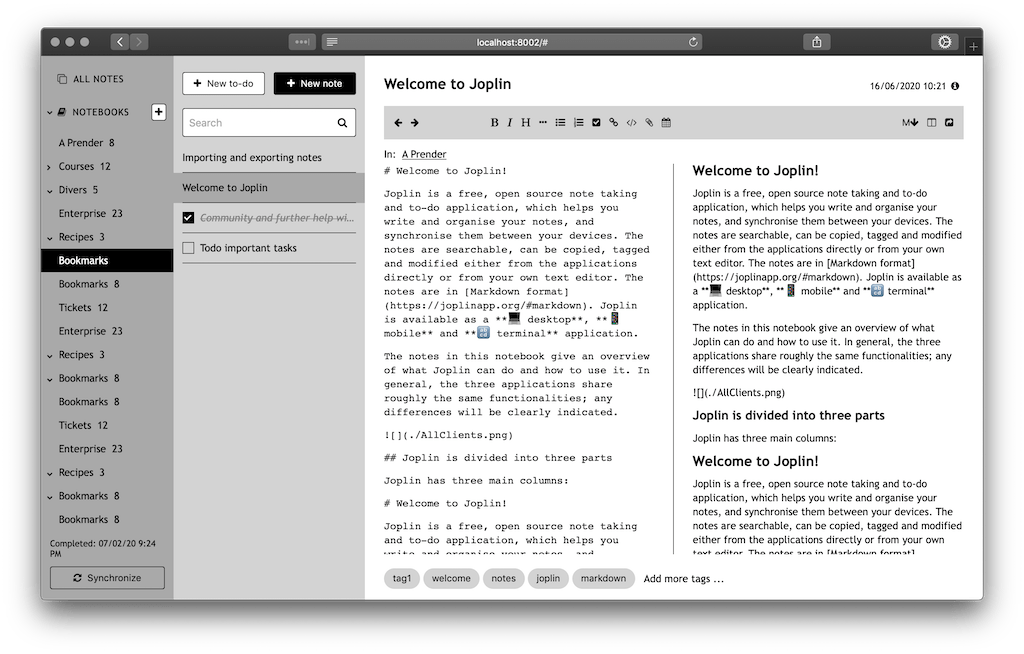 localhost:8002/#
ALL NOTES
NOTEBOOKS
A Prender 8
Courses 12
Divers 5
Enterprise 23
Recipes 3
Bookmarks
Bookmarks 8
Tickets 12
Enterprise 23
Recipes 3
Bookmarks 8
Bookmarks 8
Tickets 12
Enterprise 23
Recipes 3
Bookmarks 8
Bookmarks 8
Completed: 07/02/20 9:24
PM
Synchronize
+ New to-do
+ New note
Search
Importing and exporting notes
Welcome to Joplin
Community and further help wi...
Todo important tasks
Welcome to Joplin
16/06/2020 10:21
B I H
M
In: A Prender
# Welcome to Joplin!
Joplin is a free, open source note taking
and to-do application, which helps you
write and organise your notes, and
synchronise them between your devices. The
notes are searchable, can be copied, tagged
and modified either from the applications
directly or from your own text editor. The
notes are in [Markdown format]
(https://joplinapp.org/#markdown). Joplin
is available as a **💻 desktop**, **📱
mobile** and **🔡 terminal** application.
The notes in this notebook give an overview
of what Joplin can do and how to use it. In
general, the three applications share
roughly the same functionalities; any
differences will be clearly indicated.
![](./AllClients.png)
## Joplin is divided into three parts
Joplin has three main columns:
# Welcome to Joplin!
Joplin is a free, open source note taking
and to-do application, which helps you
write and organise your notes, and
Welcome to Joplin!
Joplin is a free, open source note taking and to-do
application, which helps you write and organise your
notes, and synchronise them between your devices. The
notes are searchable, can be copied, tagged and modified
either from the applications directly or from your own
text editor. The notes are in [Markdown format]
(https://joplinapp.org/#markdown). Joplin is available as
a **💻 desktop**, **📱 mobile** and **🔡 terminal**
application.
The notes in this notebook give an overview of what
Joplin can do and how to use it. In general, the three
applications share roughly the same functionalities; any
differences will be clearly indicated.
![](./AllClients.png)
Joplin is divided into three parts
Joplin has three main columns:
Welcome to Joplin!
Joplin is a free, open source note taking and to-do
application, which helps you write and organise your
notes, and synchronise them between your devices. The
notes are searchable, can be copied, tagged and modified
either from the applications directly or from your own
text editor. The notes are in [Markdown format]
tag1
welcome
notes
joplin
markdown
Add more tags ...